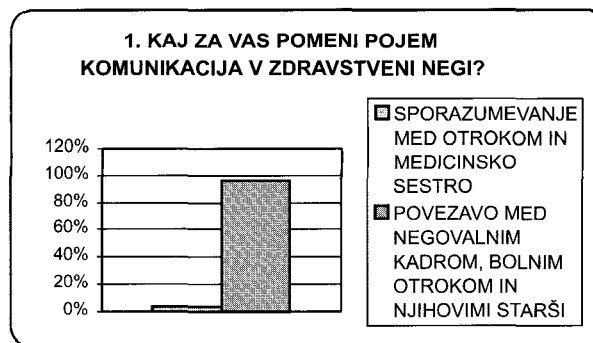 1. KAJ ZA VAS POMENI POJEM
KOMUNIKACIJA V ZDRAVSTVENI NEGI?
120%
100%
80%
60%
40%
20%
0%
SPORAZUMEVANJE
MED OTROKOM IN
MEDICINSKO
SESTRO
POVEZAVO MED
NEGOVALNIM
KADROM, BOLNIM
OTROKOM IN
NJIHOVIMI STARŠI